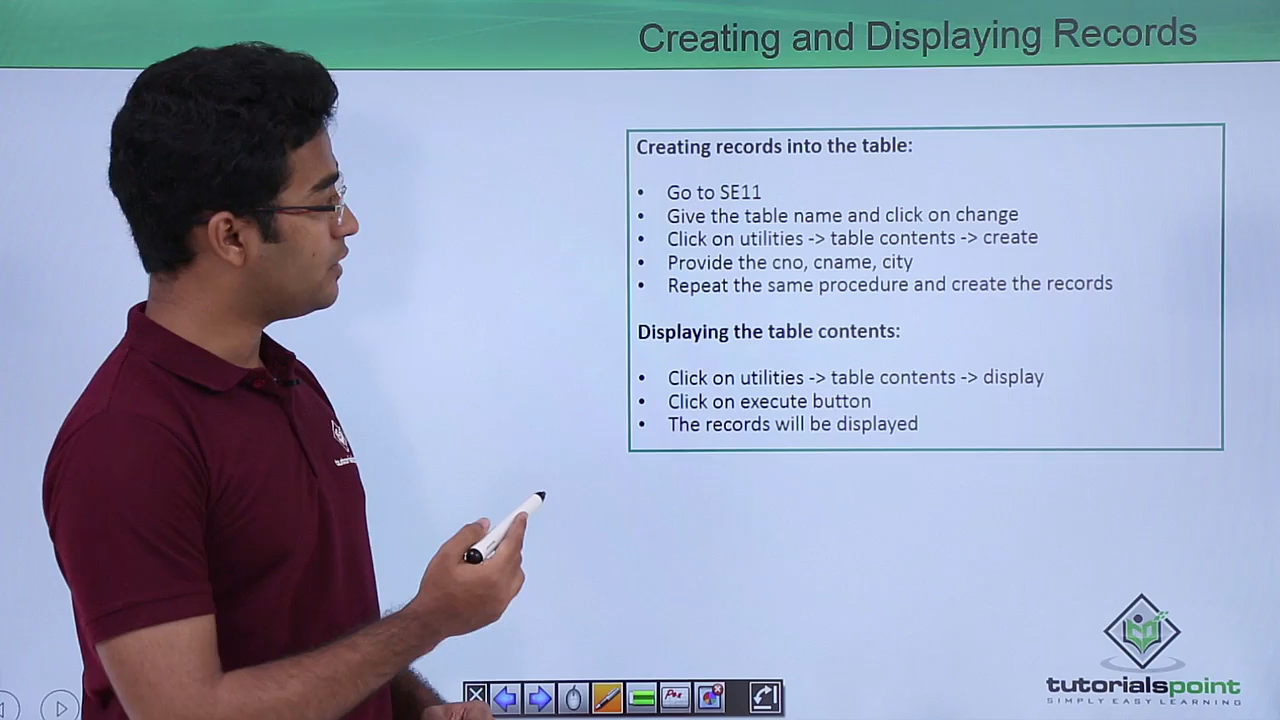 Creating and Displaying Records
Creating records into the table:
• Go to SE11
• Give the table name and click on change
• Click on utilities -> table contents -> create
• Provide the cno, cname, city
• Repeat the same procedure and create the records
Displaying the table contents:
• Click on utilities -> table contents -> display
• Click on execute button
• The records will be displayed
tutorialspoint
SIMPLY EASY LEARNING